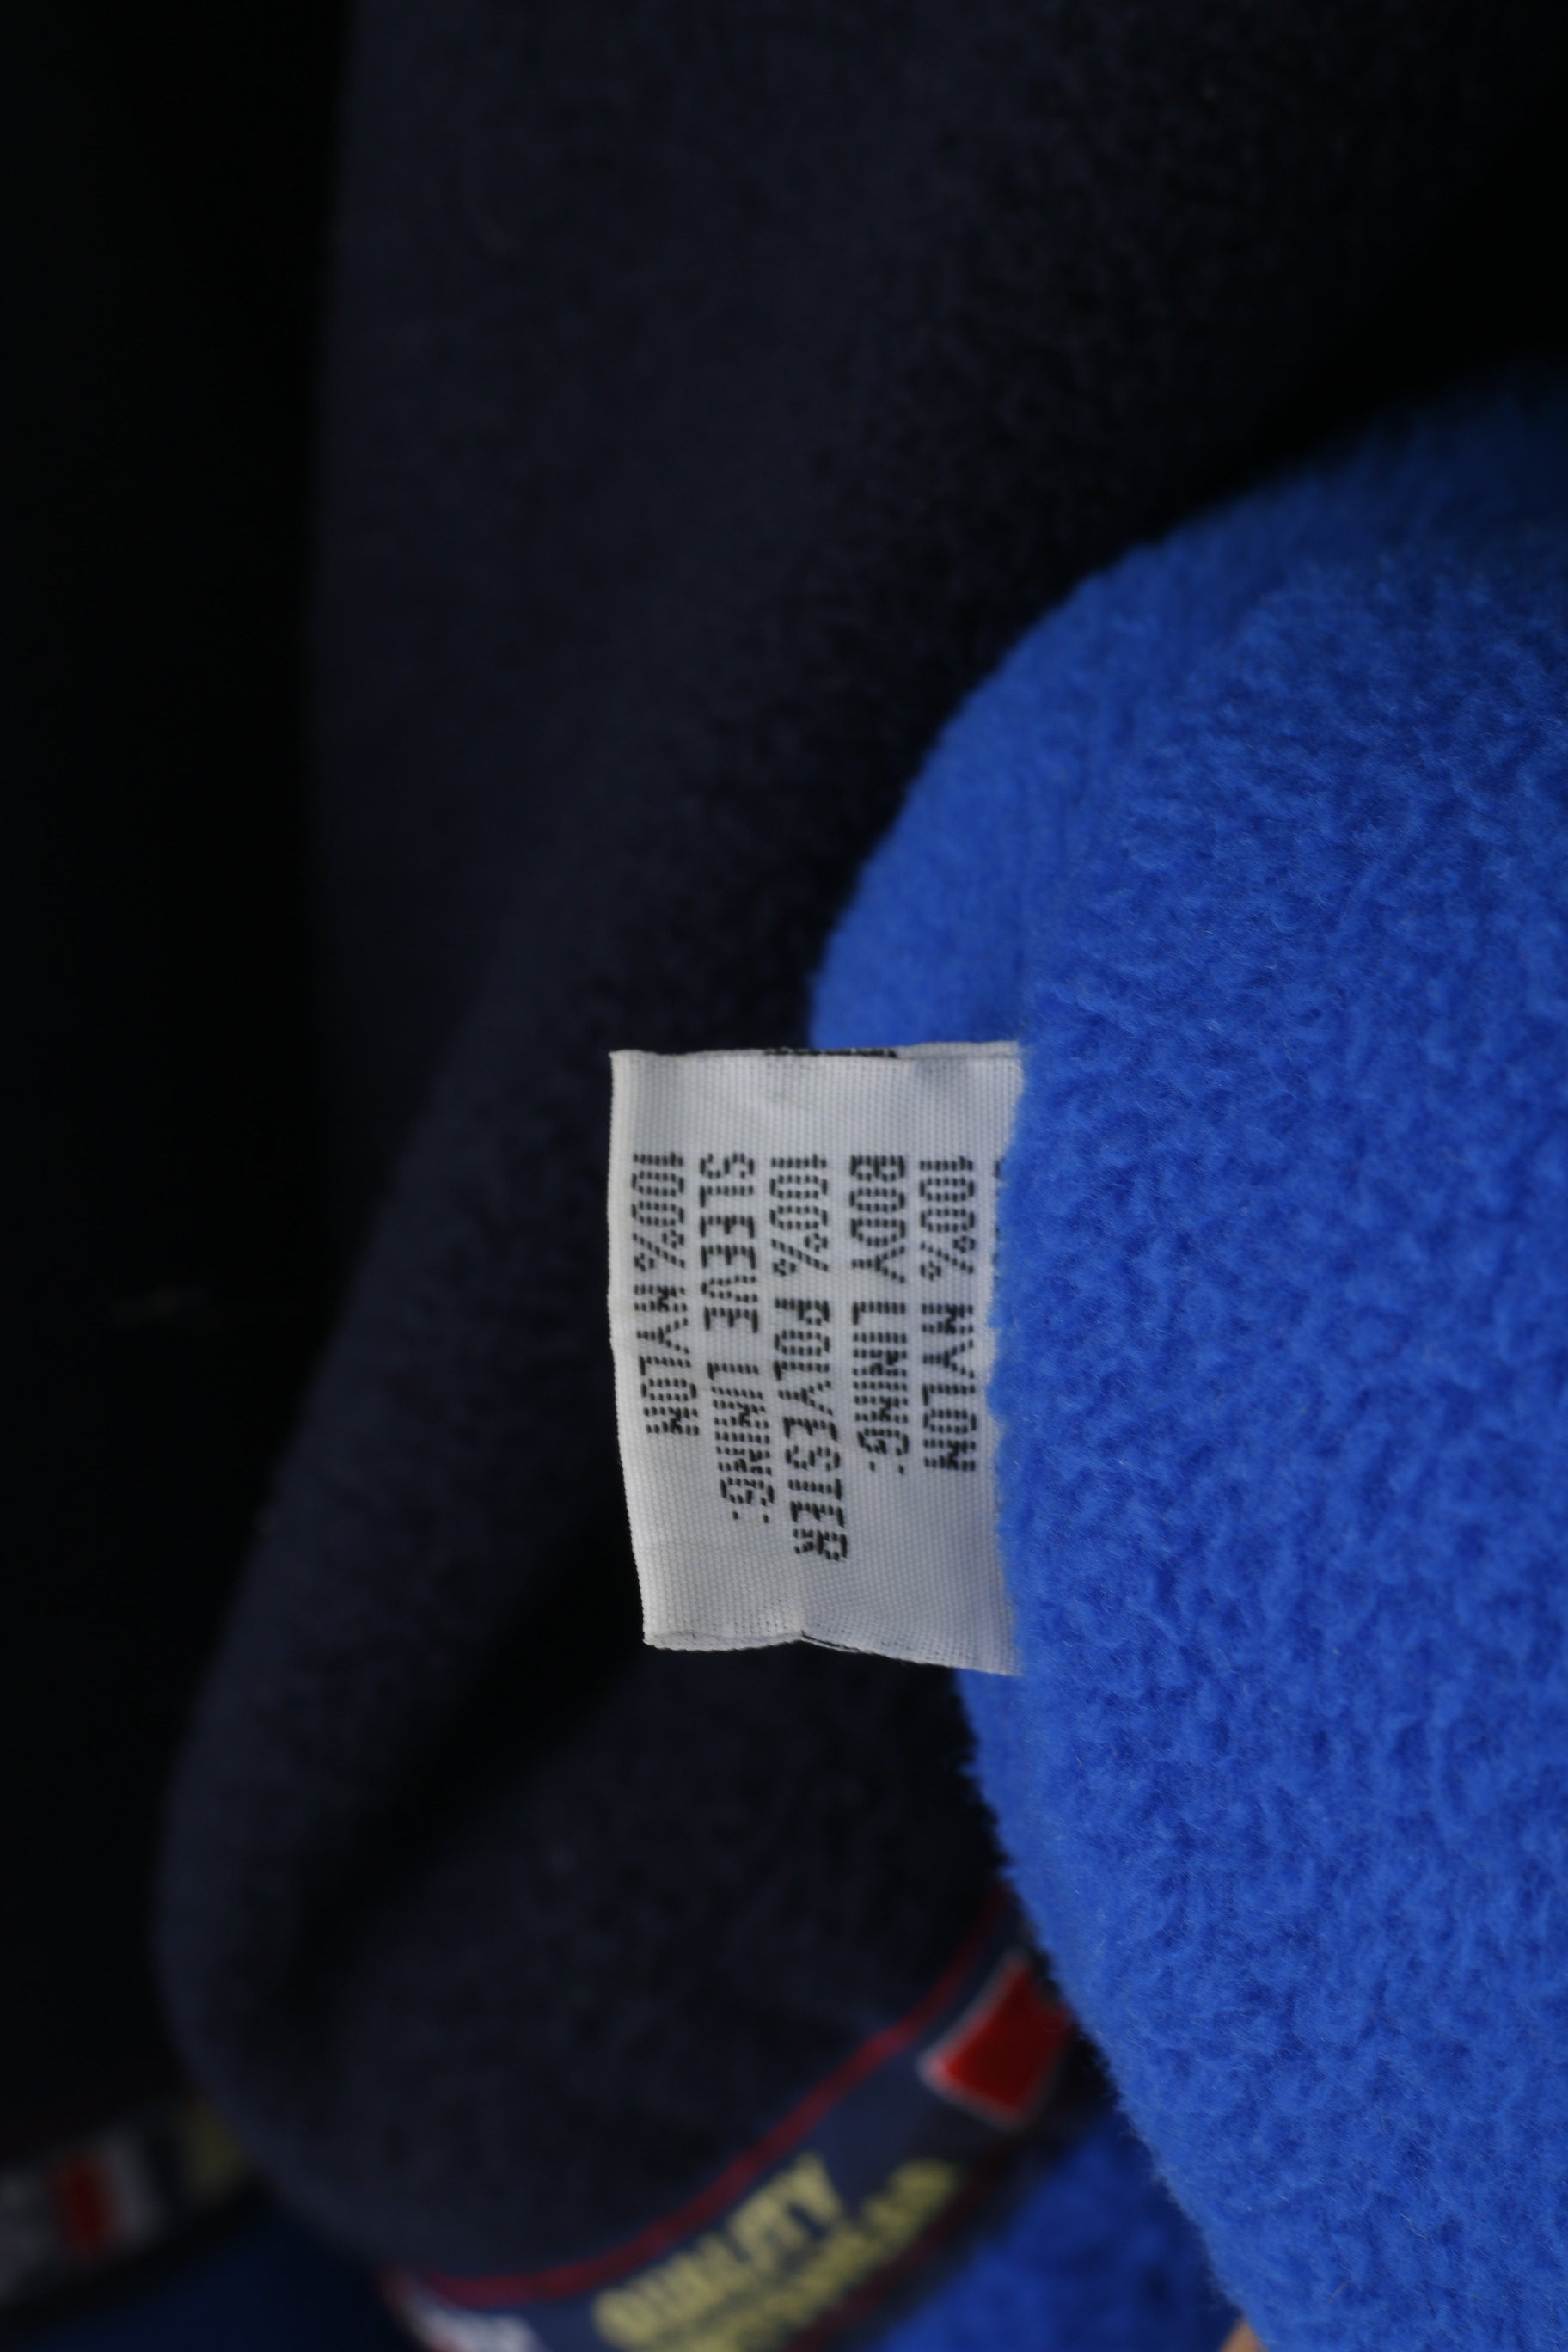 100% NYLON
BODY LINING:
100% POLYESTER
SLEEVE LINING:
100% NYLON
QUALITY